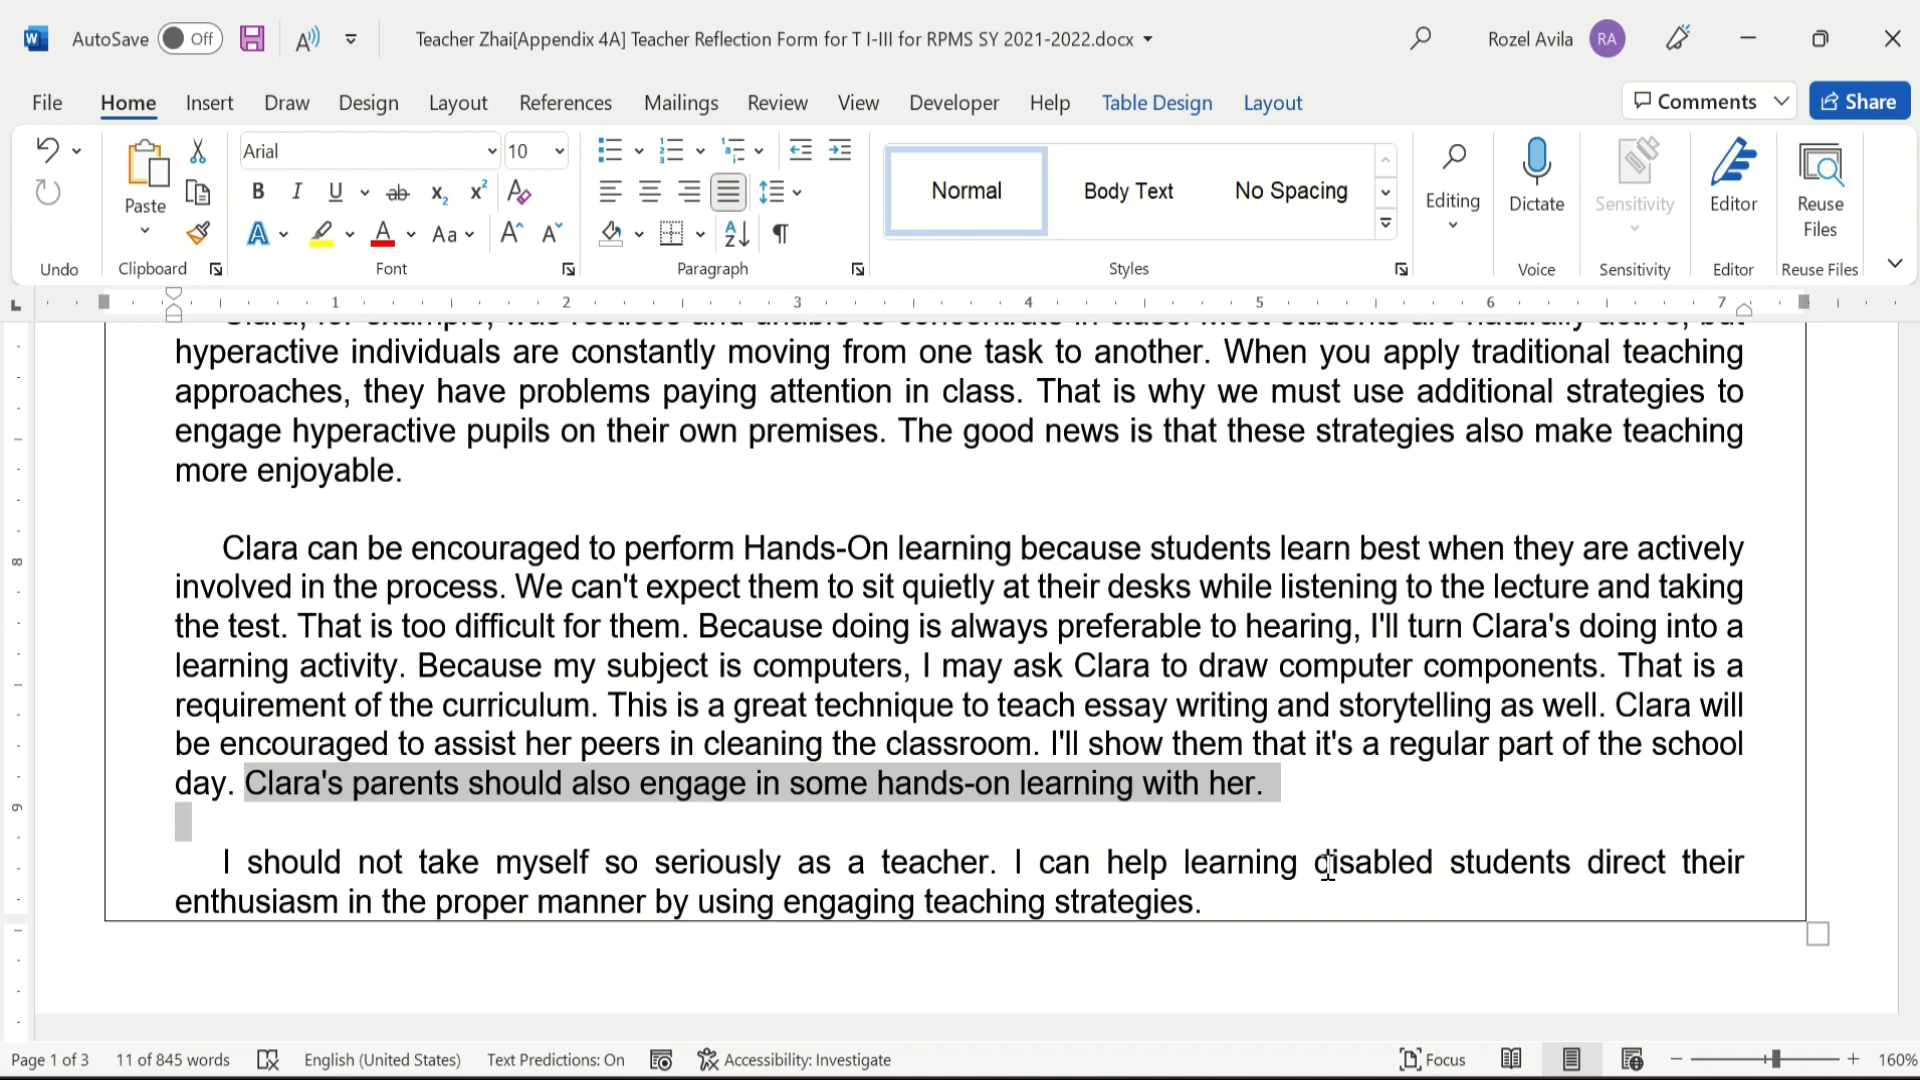 AutoSave Off Teacher Zhai[Appendix 4A] Teacher Reflection Form for T I-III for RPMS SY 2021-2022.docx Rozel Avila RA
File Home Insert Draw Design Layout References Mailings Review View Developer Help Table Design Layout Comments Share
Arial 10
Paste
Normal Body Text No Spacing
Editing Dictate Sensitivity Editor Reuse Files
Undo Clipboard Font Paragraph Styles Voice Sensitivity Editor Reuse Files
1 2 3 4 5 6 7
Clara, for example, was restless and unable to concentrate in class. Most students are naturally active, but
hyperactive individuals are constantly moving from one task to another. When you apply traditional teaching
approaches, they have problems paying attention in class. That is why we must use additional strategies to
engage hyperactive pupils on their own premises. The good news is that these strategies also make teaching
more enjoyable.
Clara can be encouraged to perform Hands-On learning because students learn best when they are actively
involved in the process. We can't expect them to sit quietly at their desks while listening to the lecture and taking
the test. That is too difficult for them. Because doing is always preferable to hearing, I'll turn Clara's doing into a
learning activity. Because my subject is computers, I may ask Clara to draw computer components. That is a
requirement of the curriculum. This is a great technique to teach essay writing and storytelling as well. Clara will
be encouraged to assist her peers in cleaning the classroom. I'll show them that it's a regular part of the school
day. Clara's parents should also engage in some hands-on learning with her.
I should not take myself so seriously as a teacher. I can help learning disabled students direct their
enthusiasm in the proper manner by using engaging teaching strategies.
8
9
Page 1 of 3 11 of 845 words English (United States) Text Predictions: On Accessibility: Investigate Focus 160%